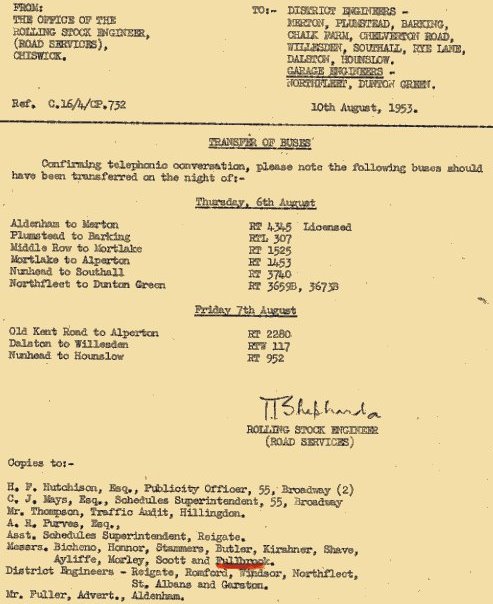 FROM:
THE OFFICE OF THE
ROLLING STOCK ENGINEER,
(ROAD SERVICES),
CHISWICK.
TO:- DISTRICT ENGINEERS -
MERTON, PLUMSTEAD, BARKING,
CHALK FARM, CHELVERTON ROAD,
WILLESDEN, SOUTHALL, RYE LANE,
DALSTON, HOUNSLOW.
GARAGE ENGINEERS -
NORTHFLEET, DUNTON GREEN.
Ref. C.16/4/CP.732
10th August, 1953.
TRANSFER OF BUSES
Confirming telephonic conversation, please note the following buses should
have been transferred on the night of:-
Thursday, 6th August
Aldenham to Merton RT 4345 Licensed
Plumstead to Barking RTL 307
Middle Row to Mortlake RT 1525
Mortlake to Alperton RT 1453
Nunhead to Southall RT 3740
Northfleet to Dunton Green RT 3659B, 3673B
Friday 7th August
Old Kent Road to Alperton RT 2280
Dalston to Willesden RTW 117
Nunhead to Hounslow RT 952
ROLLING STOCK ENGINEER
(ROAD SERVICES)
Copies to:-
H. F. Hutchison, Esq., Publicity Officer, 55, Broadway (2)
C. J. Mays, Esq., Schedules Superintendent, 55, Broadway
Mr. Thompson, Traffic Audit, Hillingdon.
A. R. Purves, Esq.,
Asst. Schedules Superintendent, Reigate.
Messrs. Bicheno, Honnor, Stammers, Butler, Kirahner, Shave,
Ayliffe, Morley, Scott and Fullbrook.
District Engineers - Reigate, Romford, Windsor, Northfleet,
St. Albans and Garston.
Mr. Fuller, Advert., Aldenham.